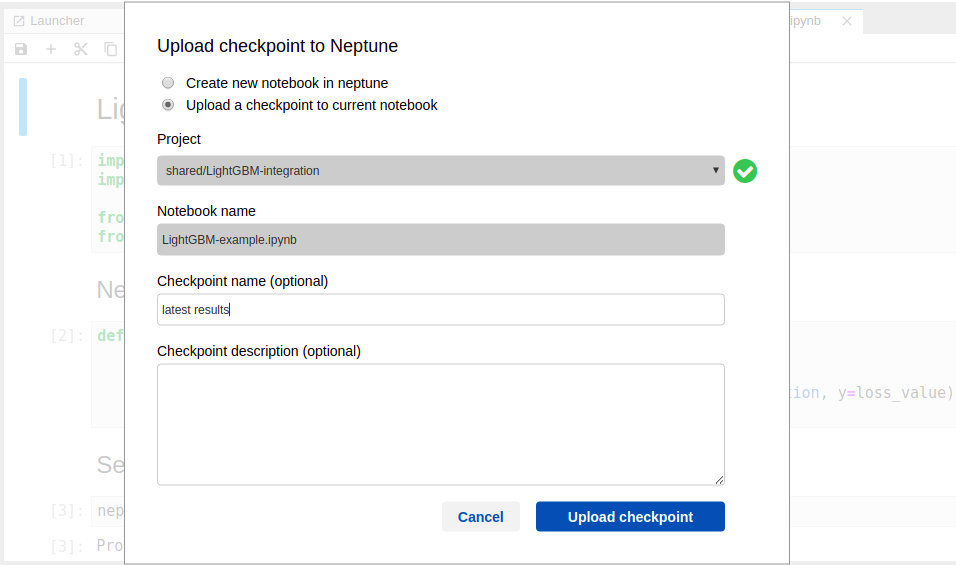 Launcher
ipynb
Upload checkpoint to Neptune
Create new notebook in neptune
Upload a checkpoint to current notebook
Project
shared/LightGBM-integration
Notebook name
LightGBM-example.ipynb
Checkpoint name (optional)
latest results
Checkpoint description (optional)
Cancel
Upload checkpoint
Lig
[1]:
imp
imp
fro
fro
Ne
[2]:
def
tion, y=loss_value)
Se
[3]:
nep
[3]:
Pro